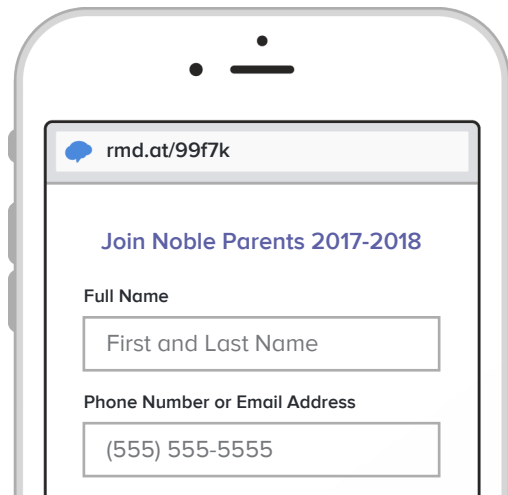 rmd.at/99f7k
Join Noble Parents 2017-2018
Full Name
First and Last Name
Phone Number or Email Address
(555) 555-5555